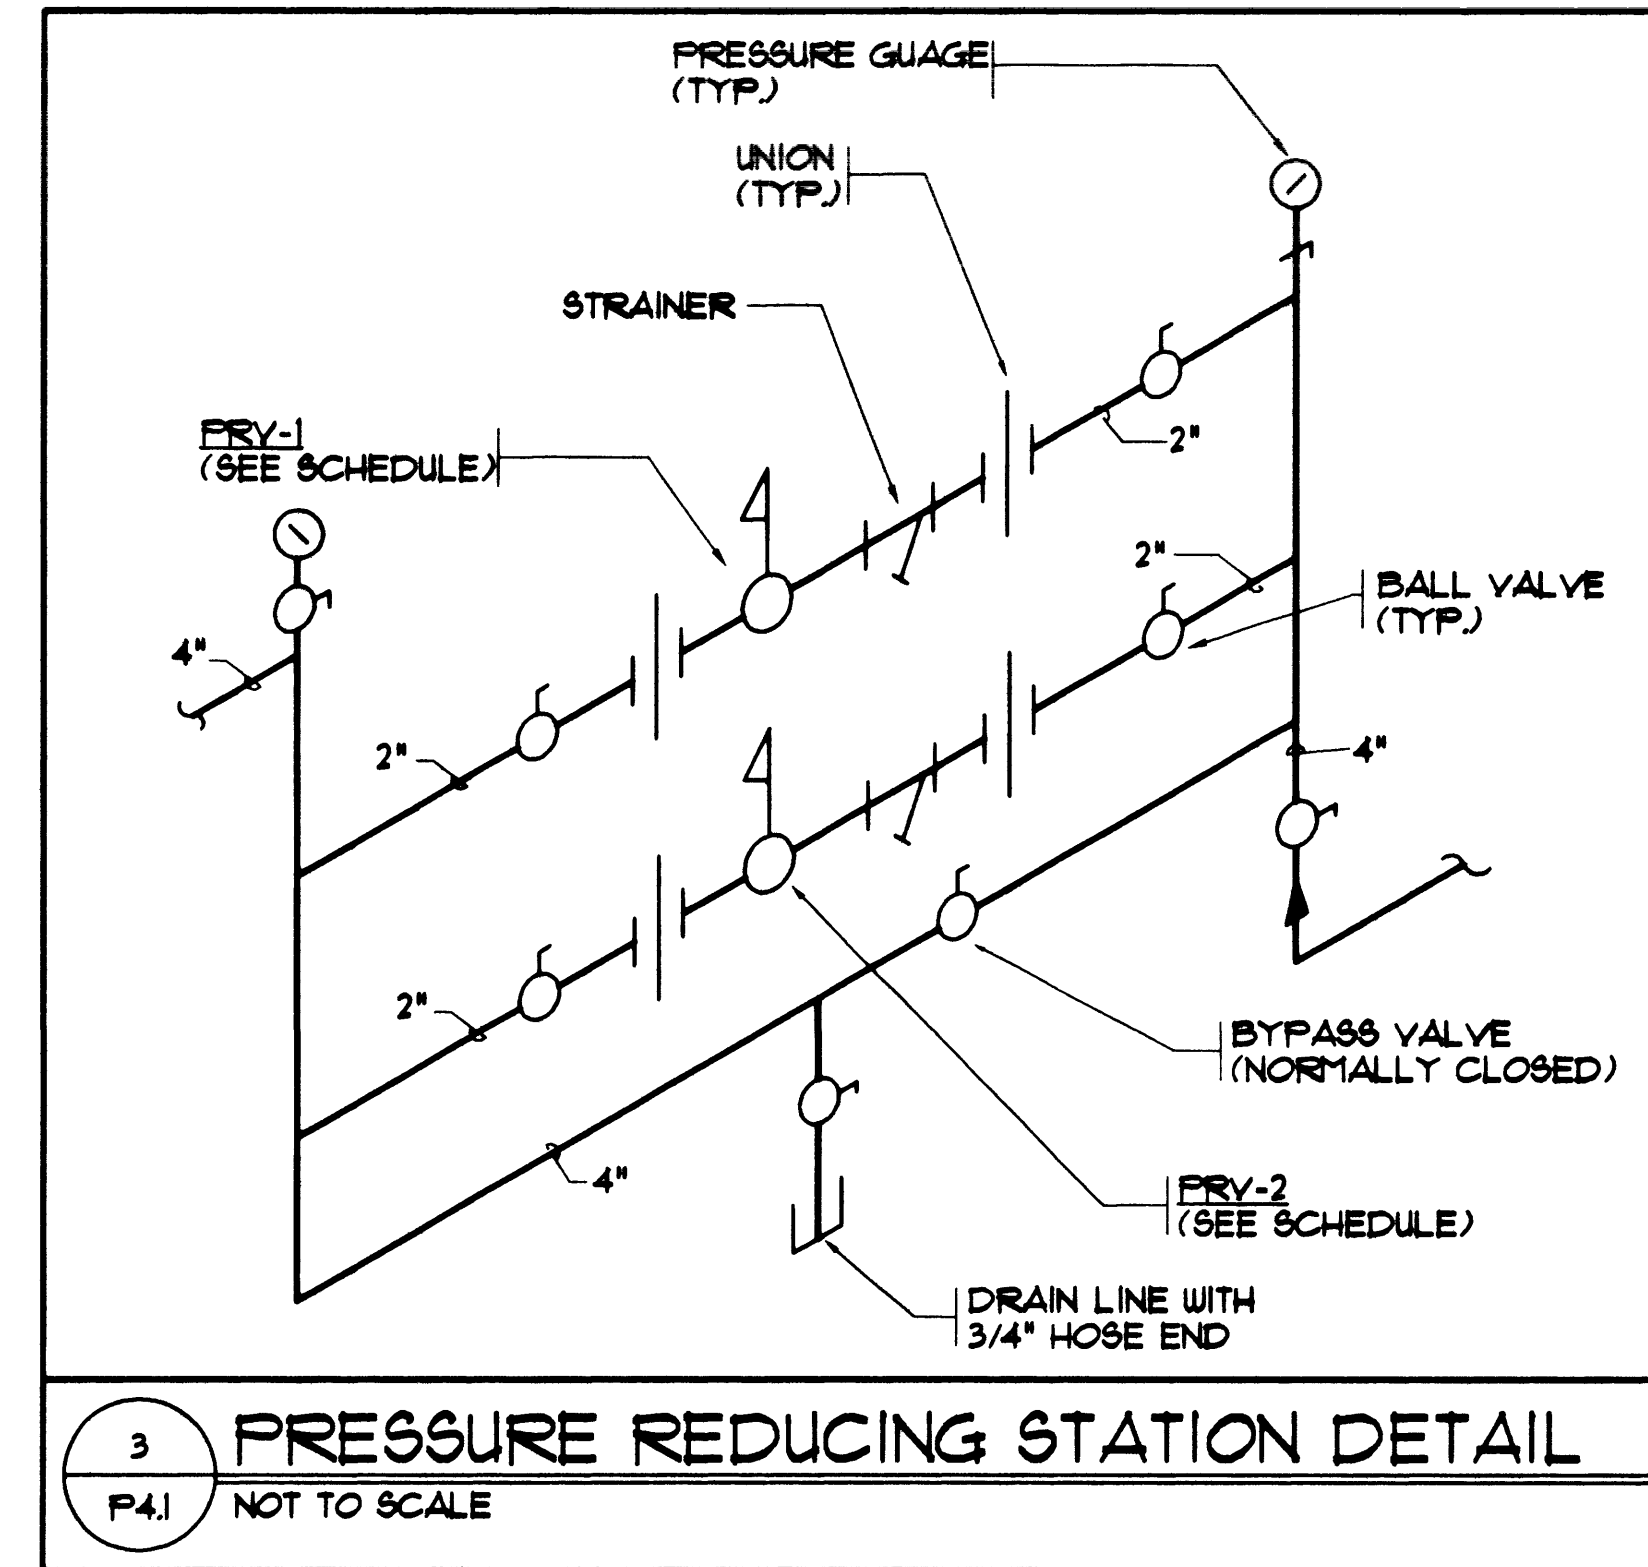 PRESSURE GUAGE
(TYP.)
UNION
(TYP.)
STRAINER
PRV-1
(SEE SCHEDULE)
2"
2"
BALL VALVE
(TYP.)
4"
2"
4"
2"
BYPASS VALVE
(NORMALLY CLOSED)
4"
PRV-2
(SEE SCHEDULE)
DRAIN LINE WITH
3/4" HOSE END
3
PRESSURE REDUCING STATION DETAIL
P4.1
NOT TO SCALE